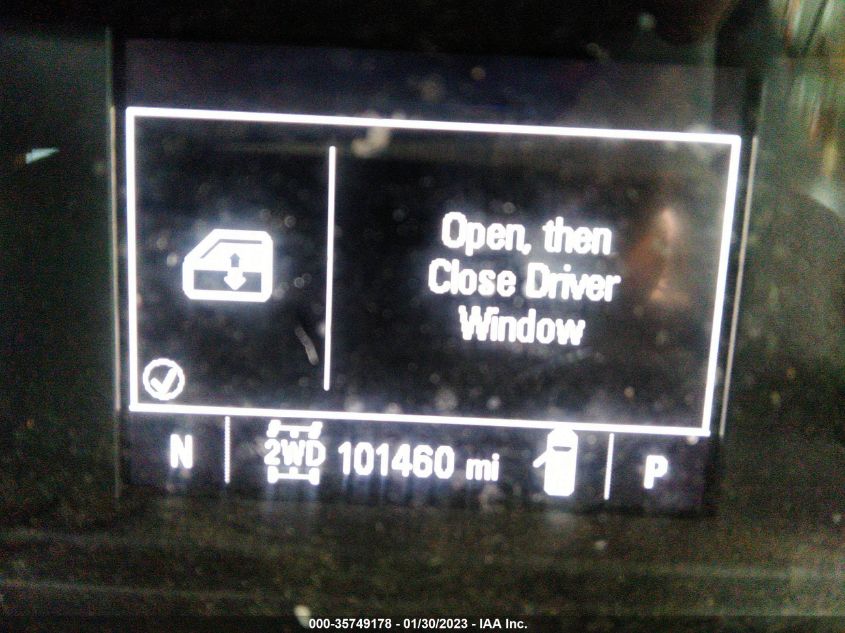 Open, then
Close Driver
Window
N
2WD
101460 mi
P
000-35749178 - 01/30/2023 - IAA Inc.